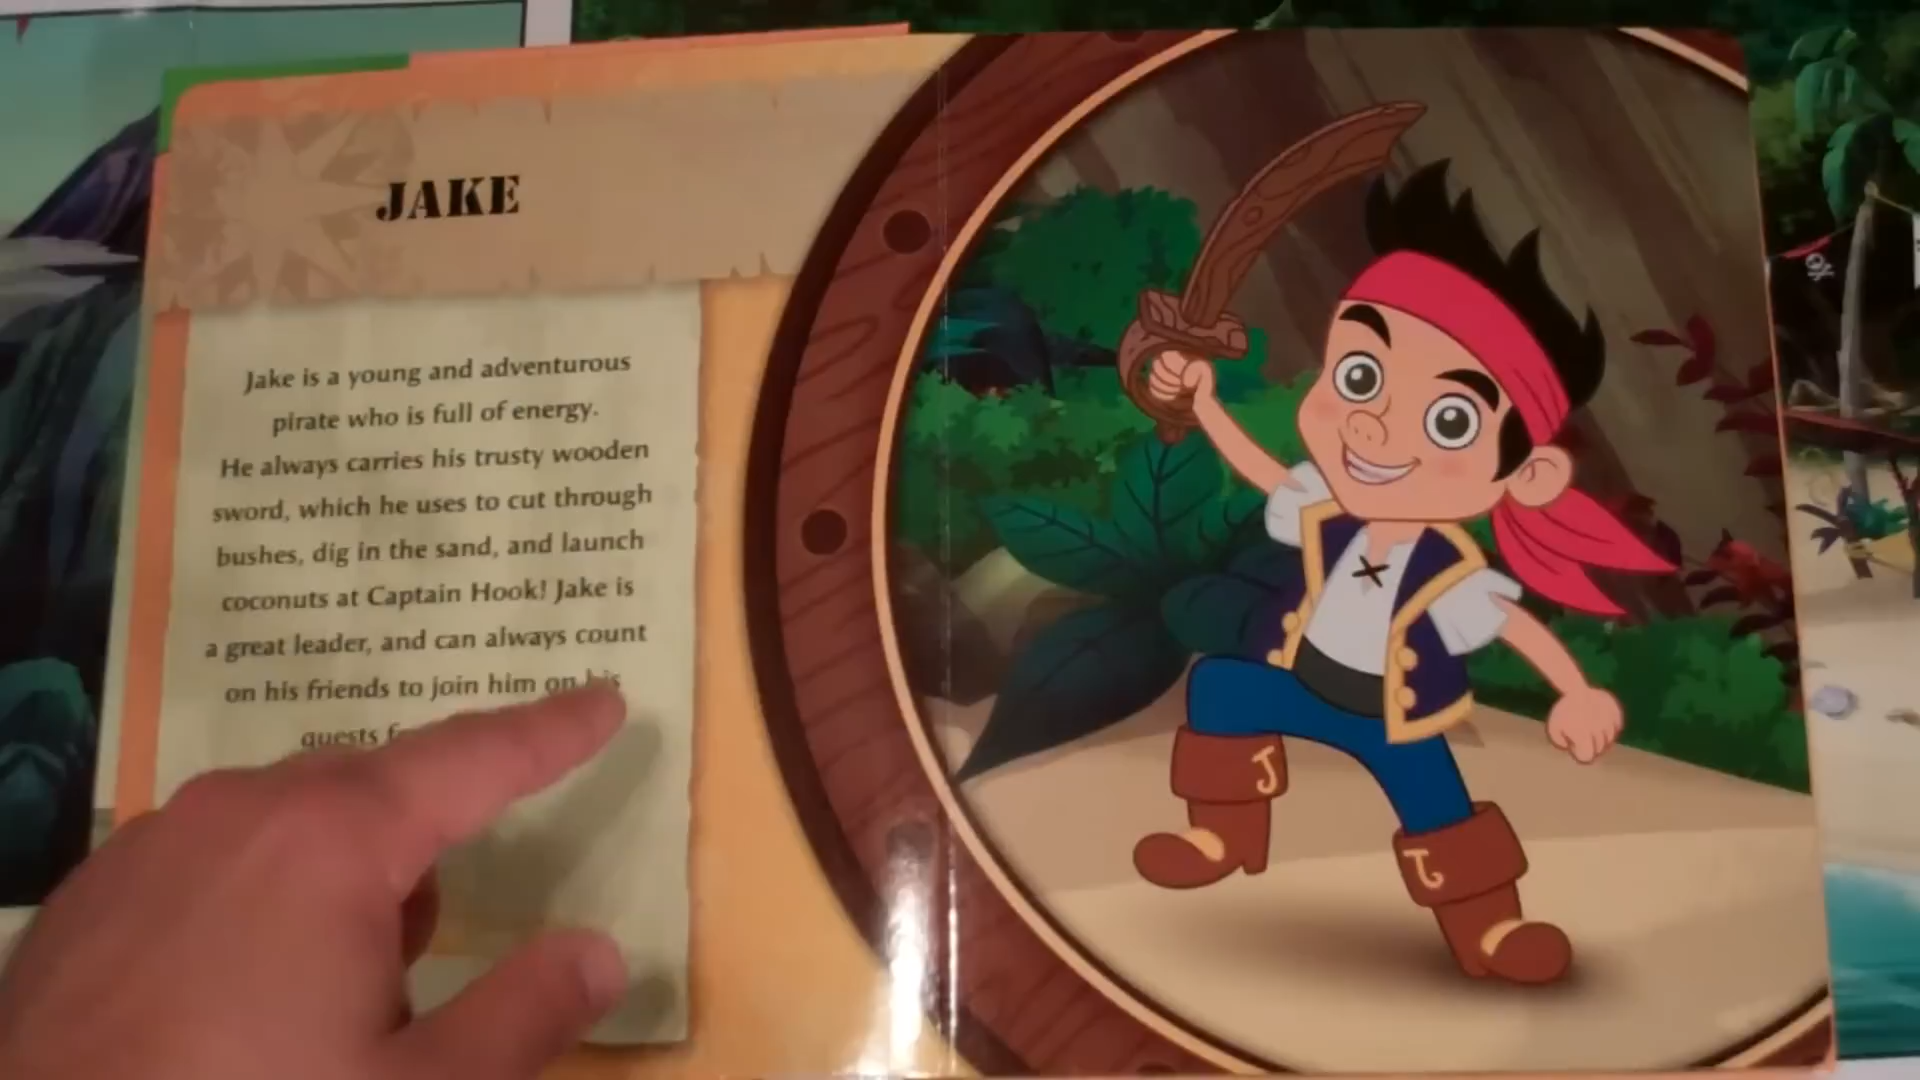 JAKE
Jake is a young and adventurous
pirate who is full of energy.
He always carries his trusty wooden
sword, which he uses to cut through
bushes, dig in the sand, and launch
coconuts at Captain Hook! Jake is
a great leader, and can always count
on his friends to join him on his
quests
J
J